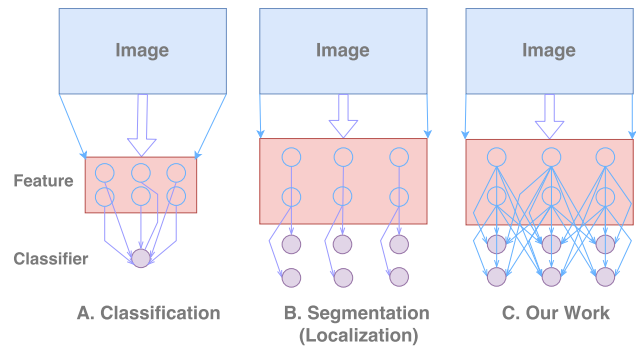 Image
Image
Image
Feature
Classifier
A. Classification
B. Segmentation
(Localization)
C. Our Work